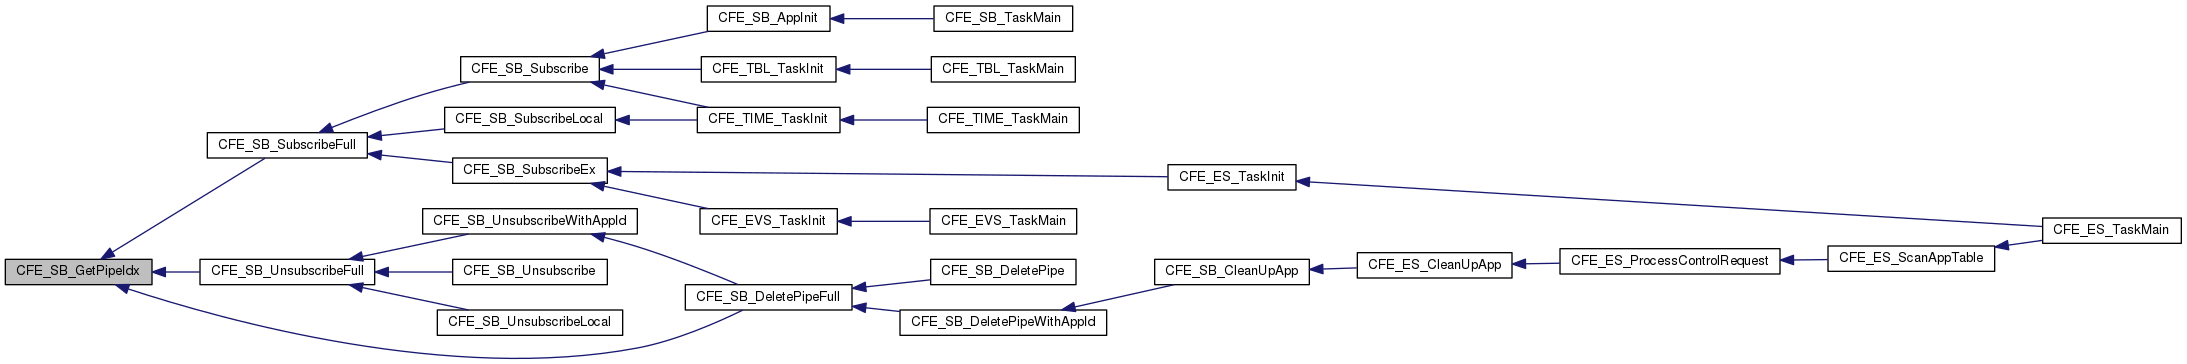 CFE_SB_AppInit
CFE_SB_TaskMain
CFE_SB_Subscribe
CFE_TBL_TaskInit
CFE_TBL_TaskMain
CFE_SB_SubscribeLocal
CFE_TIME_TaskInit
CFE_TIME_TaskMain
CFE_SB_SubscribeFull
CFE_SB_SubscribeEx
CFE_ES_TaskInit
CFE_SB_UnsubscribeWithAppId
CFE_EVS_TaskInit
CFE_EVS_TaskMain
CFE_ES_TaskMain
CFE_SB_GetPipeIdx
CFE_SB_UnsubscribeFull
CFE_SB_Unsubscribe
CFE_SB_DeletePipe
CFE_SB_CleanUpApp
CFE_ES_CleanUpApp
CFE_ES_ProcessControlRequest
CFE_ES_ScanAppTable
CFE_SB_DeletePipeFull
CFE_SB_UnsubscribeLocal
CFE_SB_DeletePipeWithAppId